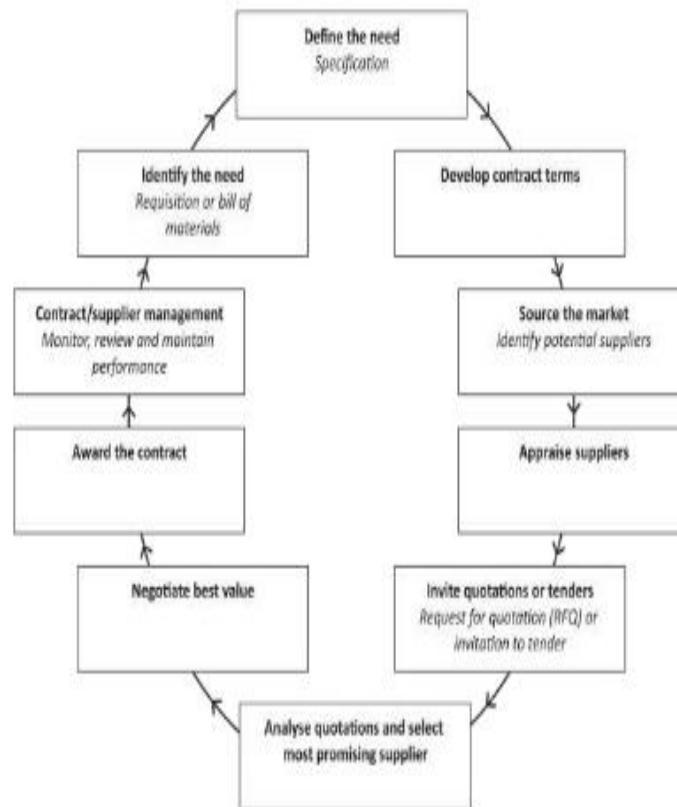 Define the need
Specification
Identify the need
Requisition or bill of
materials
Develop contract terms
Contract/supplier management
Monitor, review and maintain
performance
Source the market
Identify potential suppliers
Award the contract
Appraise suppliers
Negotiate best value
Invite quotations or tenders
Request for quotation (RFQ) or
invitation to tender
Analyse quotations and select
most promising supplier